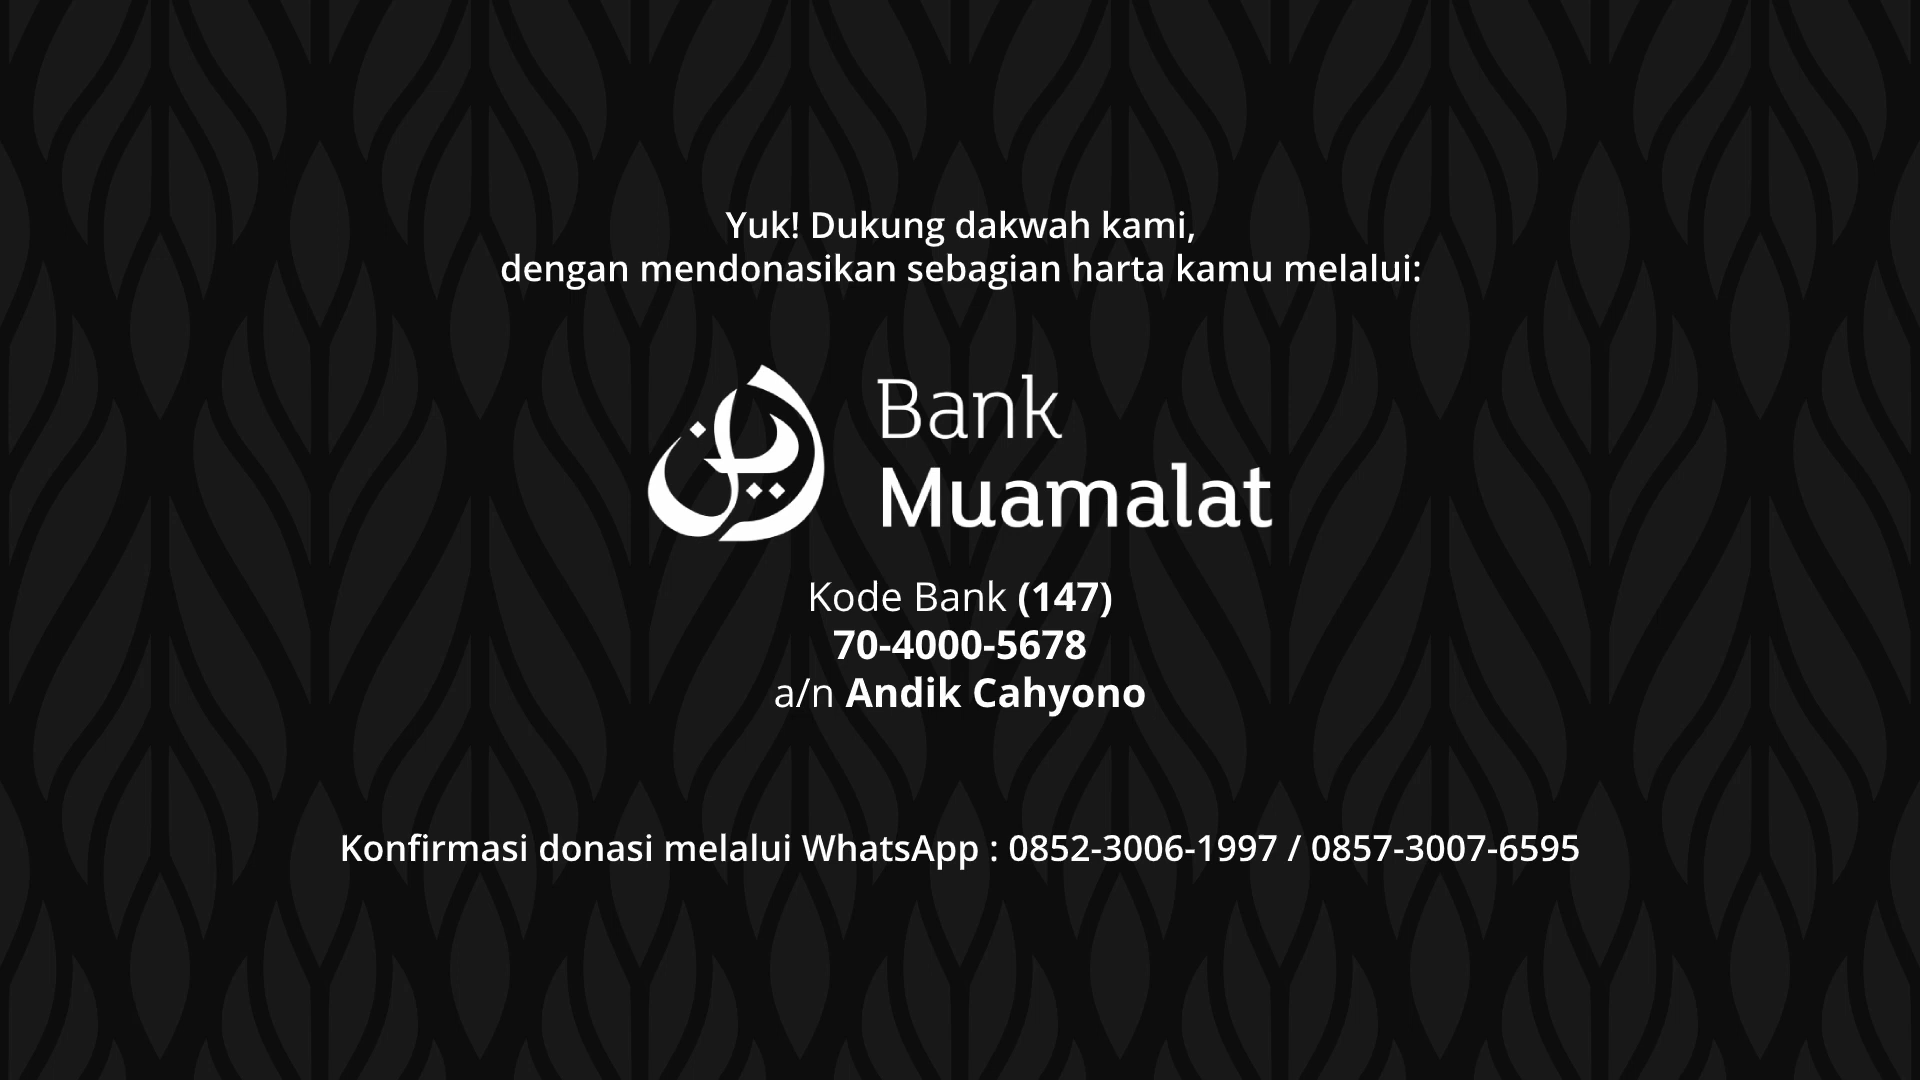 Yuk! Dukung dakwah kami,
dengan mendonasikan sebagian harta kamu melalui:
Bank
Muamalat
Kode Bank (147)
70-4000-5678
a/n Andik Cahyono
Konfirmasi donasi melalui WhatsApp : 0852-3006-1997 / 0857-3007-6595